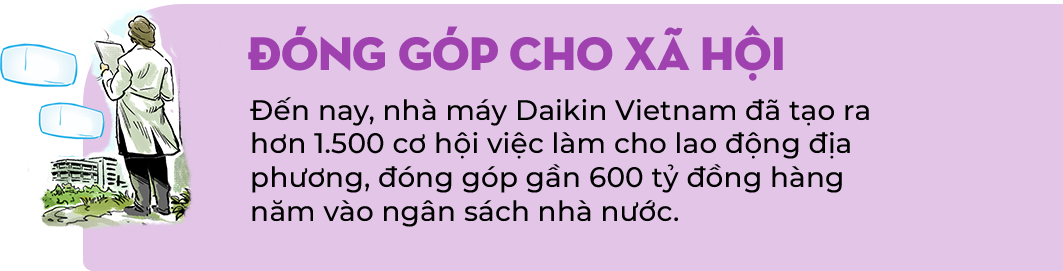 ĐÓNG GÓP CHO XÃ HỘI
Đến nay, nhà máy Daikin Vietnam đã tạo ra
hơn 1.500 cơ hội việc làm cho lao động địa
phương, đóng góp gần 600 tỷ đồng hàng
năm vào ngân sách nhà nước.